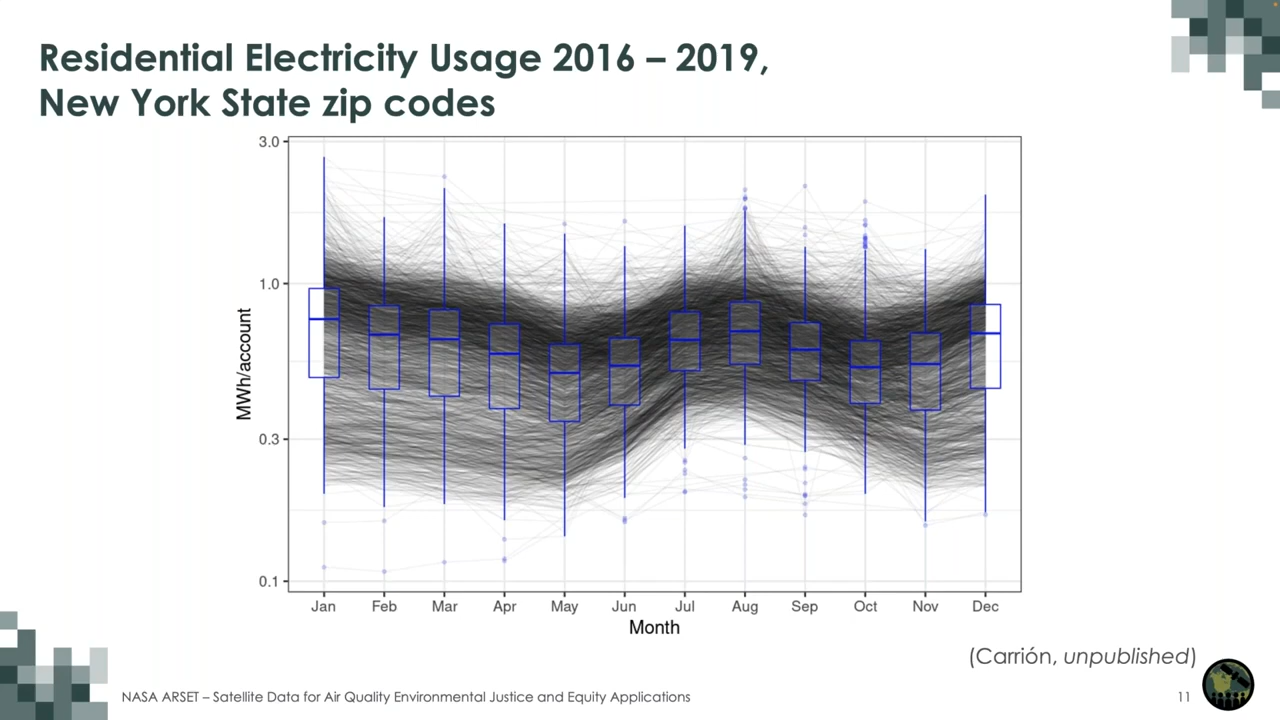 Residential Electricity Usage 2016 – 2019,
New York State zip codes
3.0
1.0
0.3
0.1
MWh/account
Jan Feb Mar Apr May Jun Jul Aug Sep Oct Nov Dec
Month
(Carrión, unpublished)
NASA ARSET – Satellite Data for Air Quality Environmental Justice and Equity Applications
11